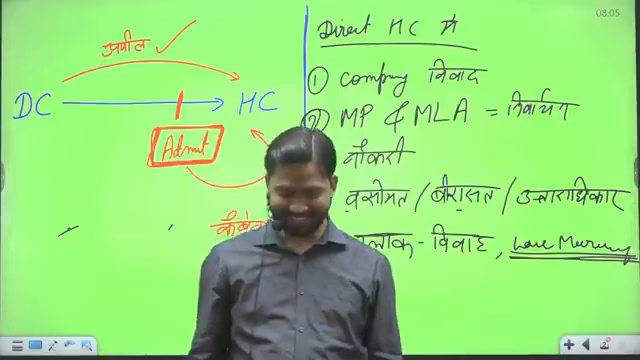 08:05
अपील
DC
HC
Admit
Direct HC में
① Company विवाद
② MP & MLA = निर्वाचन
नौकरी
वसीयत / बीरासत / उत्तराधिकार
तलाक - विवाह, Love Marriage